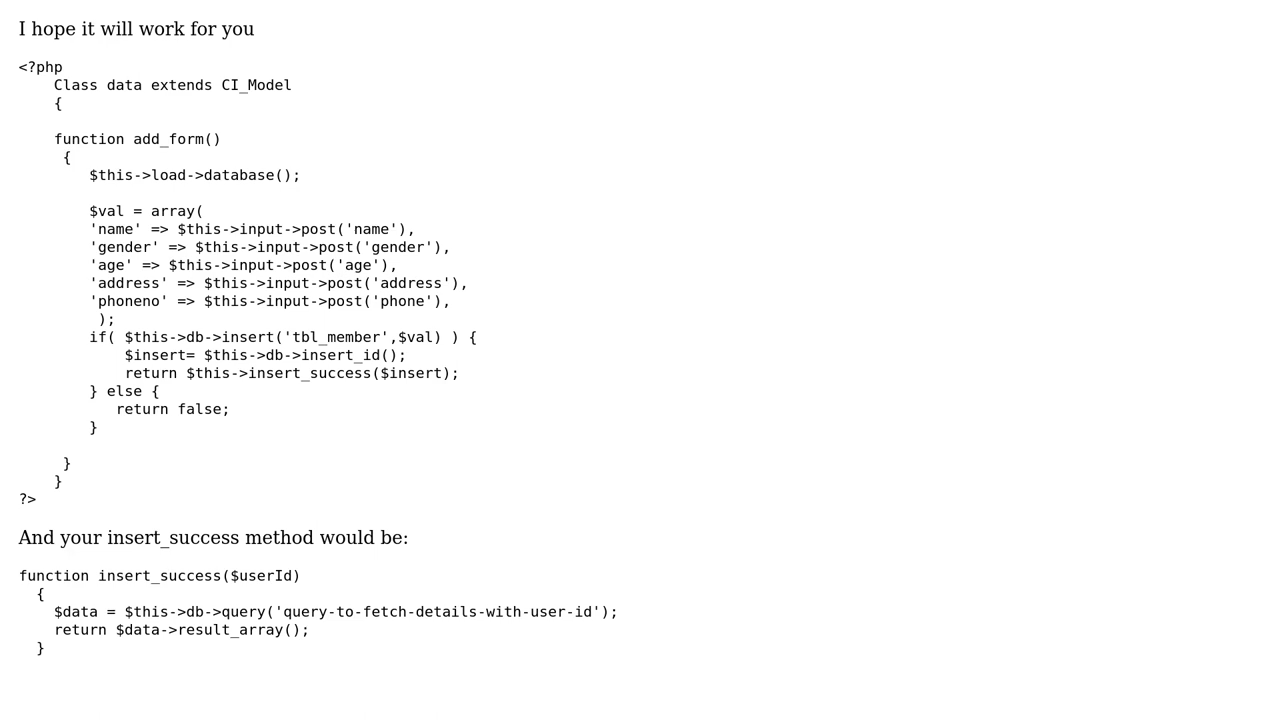 I hope it will work for you
<?php
    Class data extends CI_Model
    {

    function add_form()
     {
        $this->load->database();

        $val = array(
        'name' => $this->input->post('name'),
        'gender' => $this->input->post('gender'),
        'age' => $this->input->post('age'),
        'address' => $this->input->post('address'),
        'phoneno' => $this->input->post('phone'),
         );
        if( $this->db->insert('tbl_member',$val) ) {
            $insert= $this->db->insert_id();
            return $this->insert_success($insert);
        } else {
           return false;
        }

     }
    }
?>
And your insert_success method would be:
function insert_success($userId)
  {
    $data = $this->db->query('query-to-fetch-details-with-user-id');
    return $data->result_array();
  }